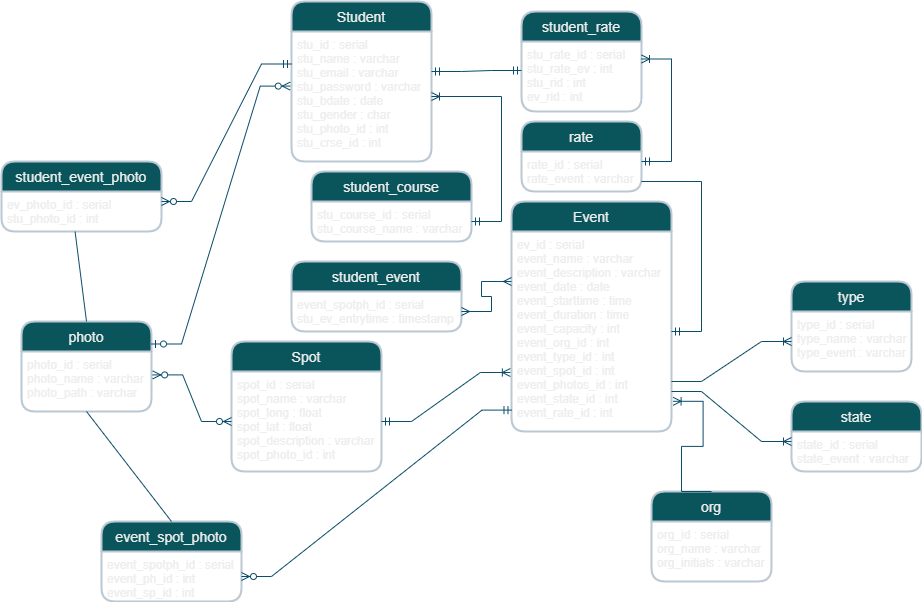 Student
stu_id : serial
stu_name : varchar
stu_email : varchar
stu_password : varchar
stu_bdate : date
stu_gender : char
stu_photo_id : int
stu_crse_id : int
student_rate
stu_rate_id : serial
stu_rate_ev : int
stu_rid : int
ev_rid : int
rate
rate_id : serial
rate_event : varchar
student_event_photo
ev_photo_id : serial
stu_photo_id : int
student_course
stu_course_id : serial
stu_course_name : varchar
Event
ev_id : serial
event_name : varchar
event_description : varchar
event_date : date
event_starttime : time
event_duration : time
event_capacity : int
event_org_id : int
event_type_id : int
event_spot_id : int
event_photos_id : int
event_state_id : int
event_rate_id : int
student_event
event_spotph_id : serial
stu_ev_entrytime : timestamp
type
type_id : serial
type_name : varchar
type_event : varchar
photo
photo_id : serial
photo_name : varchar
photo_path : varchar
Spot
spot_id : serial
spot_name : varchar
spot_long : float
spot_lat : float
spot_description : varchar
spot_photo_id : int
state
state_id : serial
state_event : varchar
org
org_id : serial
org_name : varchar
org_initials : varchar
event_spot_photo
event_spotph_id : serial
event_ph_id : int
event_sp_id : int